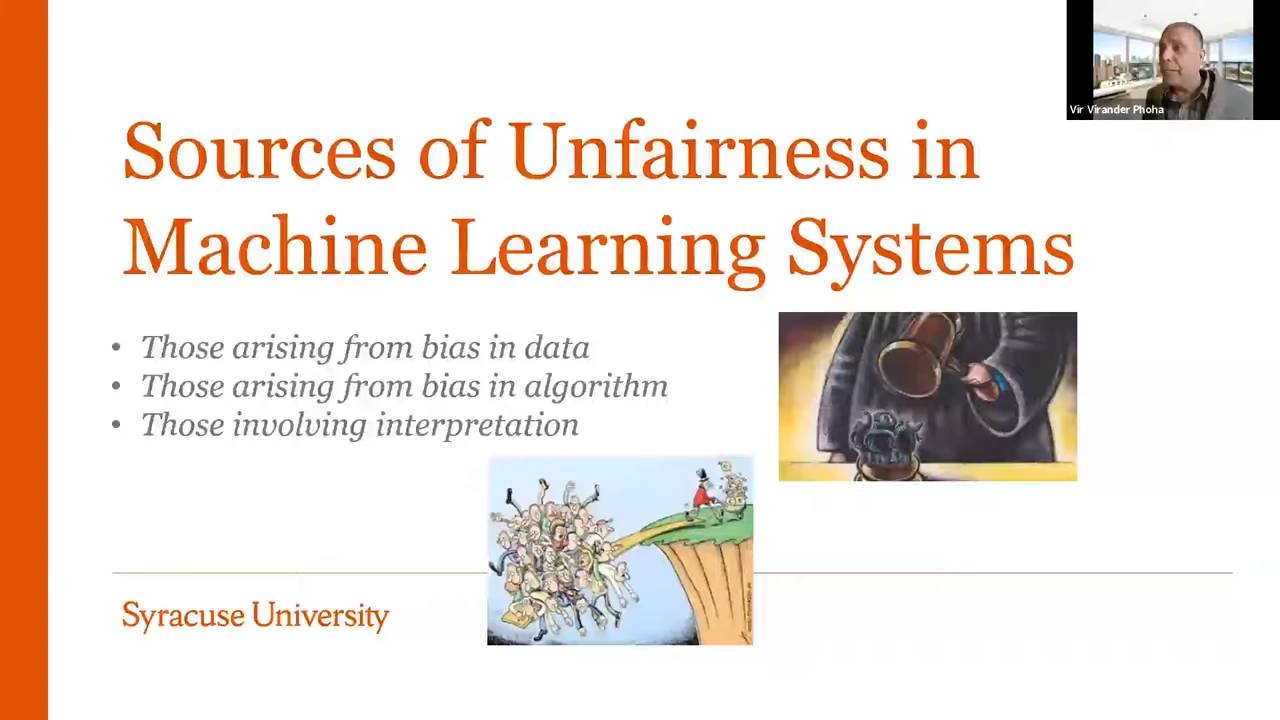 Vir Virander Phoha
Sources of Unfairness in
Machine Learning Systems
• Those arising from bias in data
• Those arising from bias in algorithm
• Those involving interpretation
Syracuse University